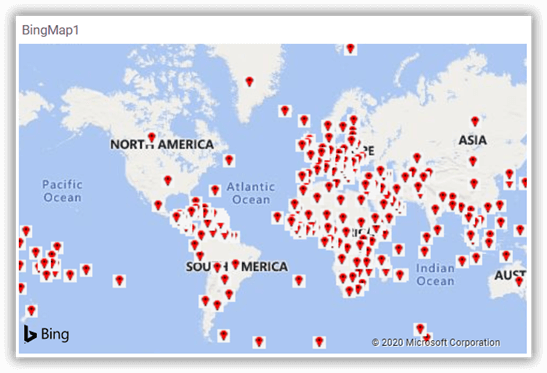 BingMap1
NORTH AMERICA
ASIA
Pacific
Ocean
Atlantic
Ocean
SOUTH AMERICA
Indian
Ocean
AUST
Bing
© 2020 Microsoft Corporation